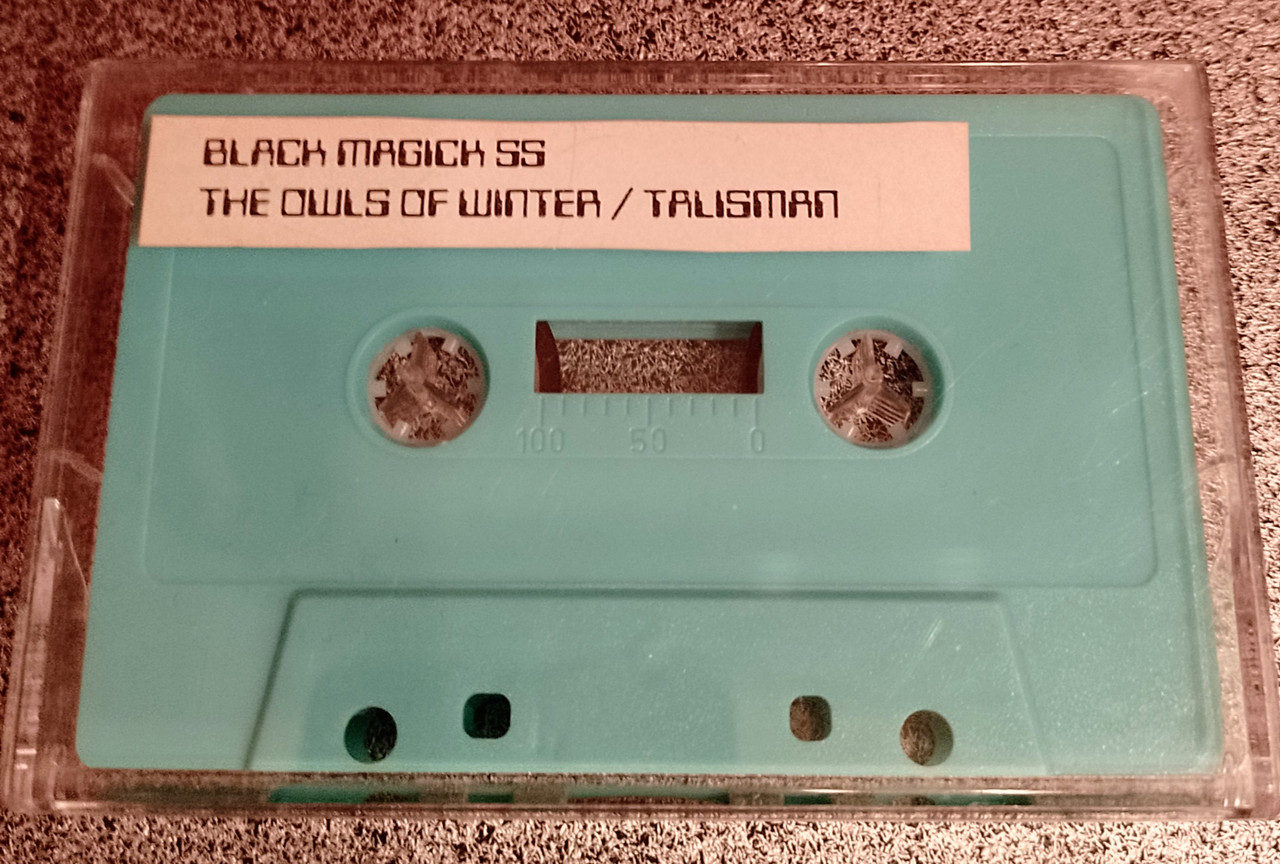 BLACK MAGICK SS
THE OWLS OF WINTER / TALISMAN
100 50 0